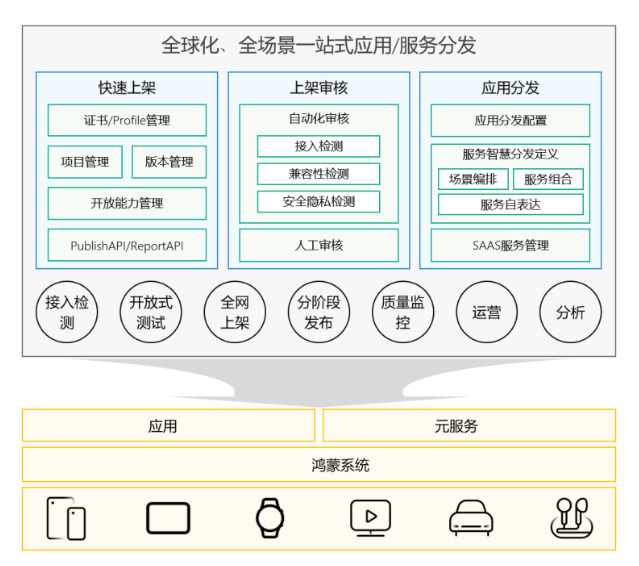 全球化、全场景一站式应用/服务分发
快速上架
证书/Profile管理
项目管理
版本管理
开放能力管理
PublishAPI/ReportAPI
上架审核
自动化审核
接入检测
兼容性检测
安全隐私检测
人工审核
应用分发
应用分发配置
服务智慧分发定义
场景编排
服务组合
服务自表达
SAAS服务管理
接入检
测
开放式
测试
全网
上架
分阶段
发布
质量监
控
运营
分析
应用
元服务
鸿蒙系统